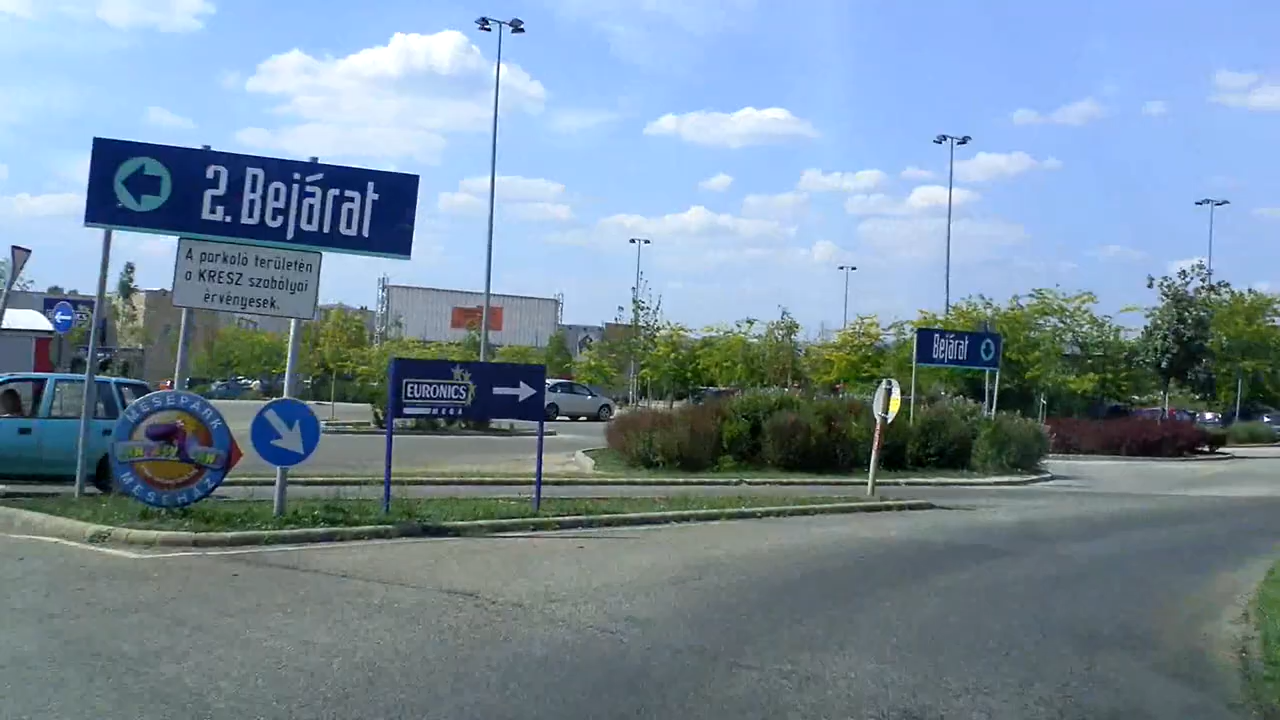 2. Bejárat
A parkoló területén
a KRESZ szabályai
érvényesek.
EURONICS
MEGA
MESEPARK
MESEHÁZ
Bejárat